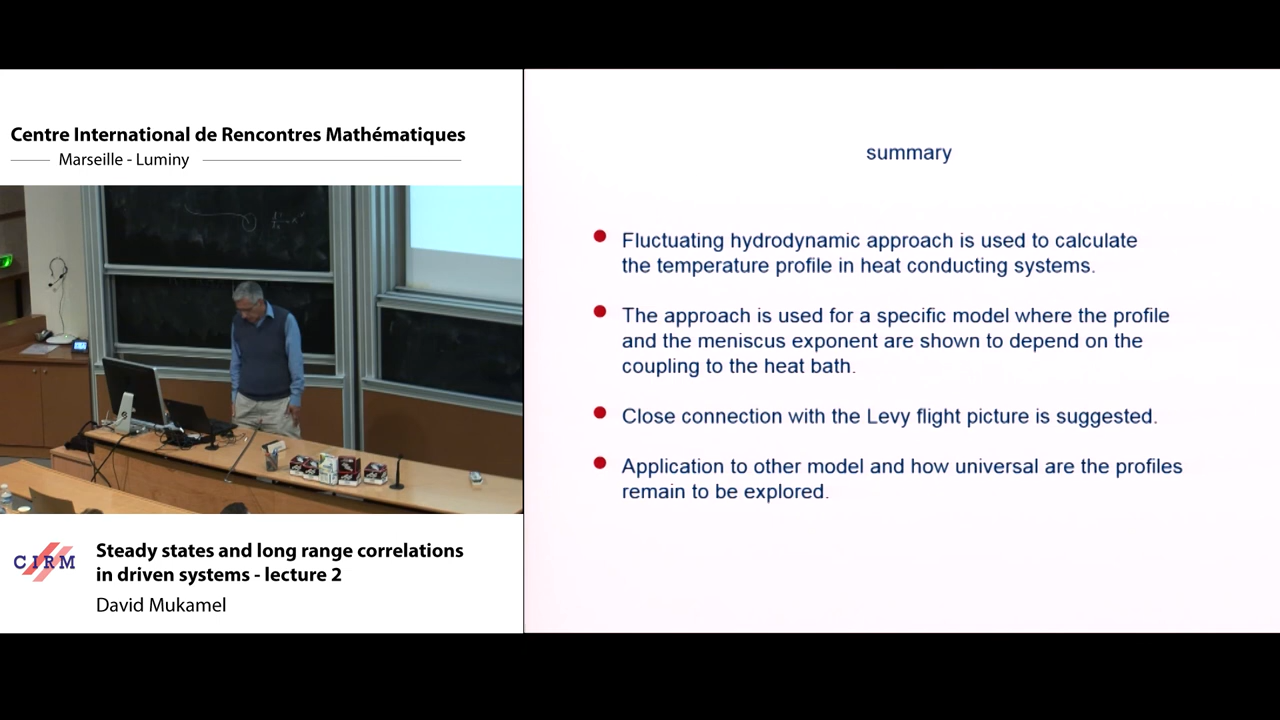 Centre International de Rencontres Mathématiques
Marseille - Luminy
CIRM
Steady states and long range correlations
in driven systems - lecture 2
David Mukamel
summary
Fluctuating hydrodynamic approach is used to calculate
the temperature profile in heat conducting systems.
The approach is used for a specific model where the profile
and the meniscus exponent are shown to depend on the
coupling to the heat bath.
Close connection with the Levy flight picture is suggested.
Application to other model and how universal are the profiles
remain to be explored.